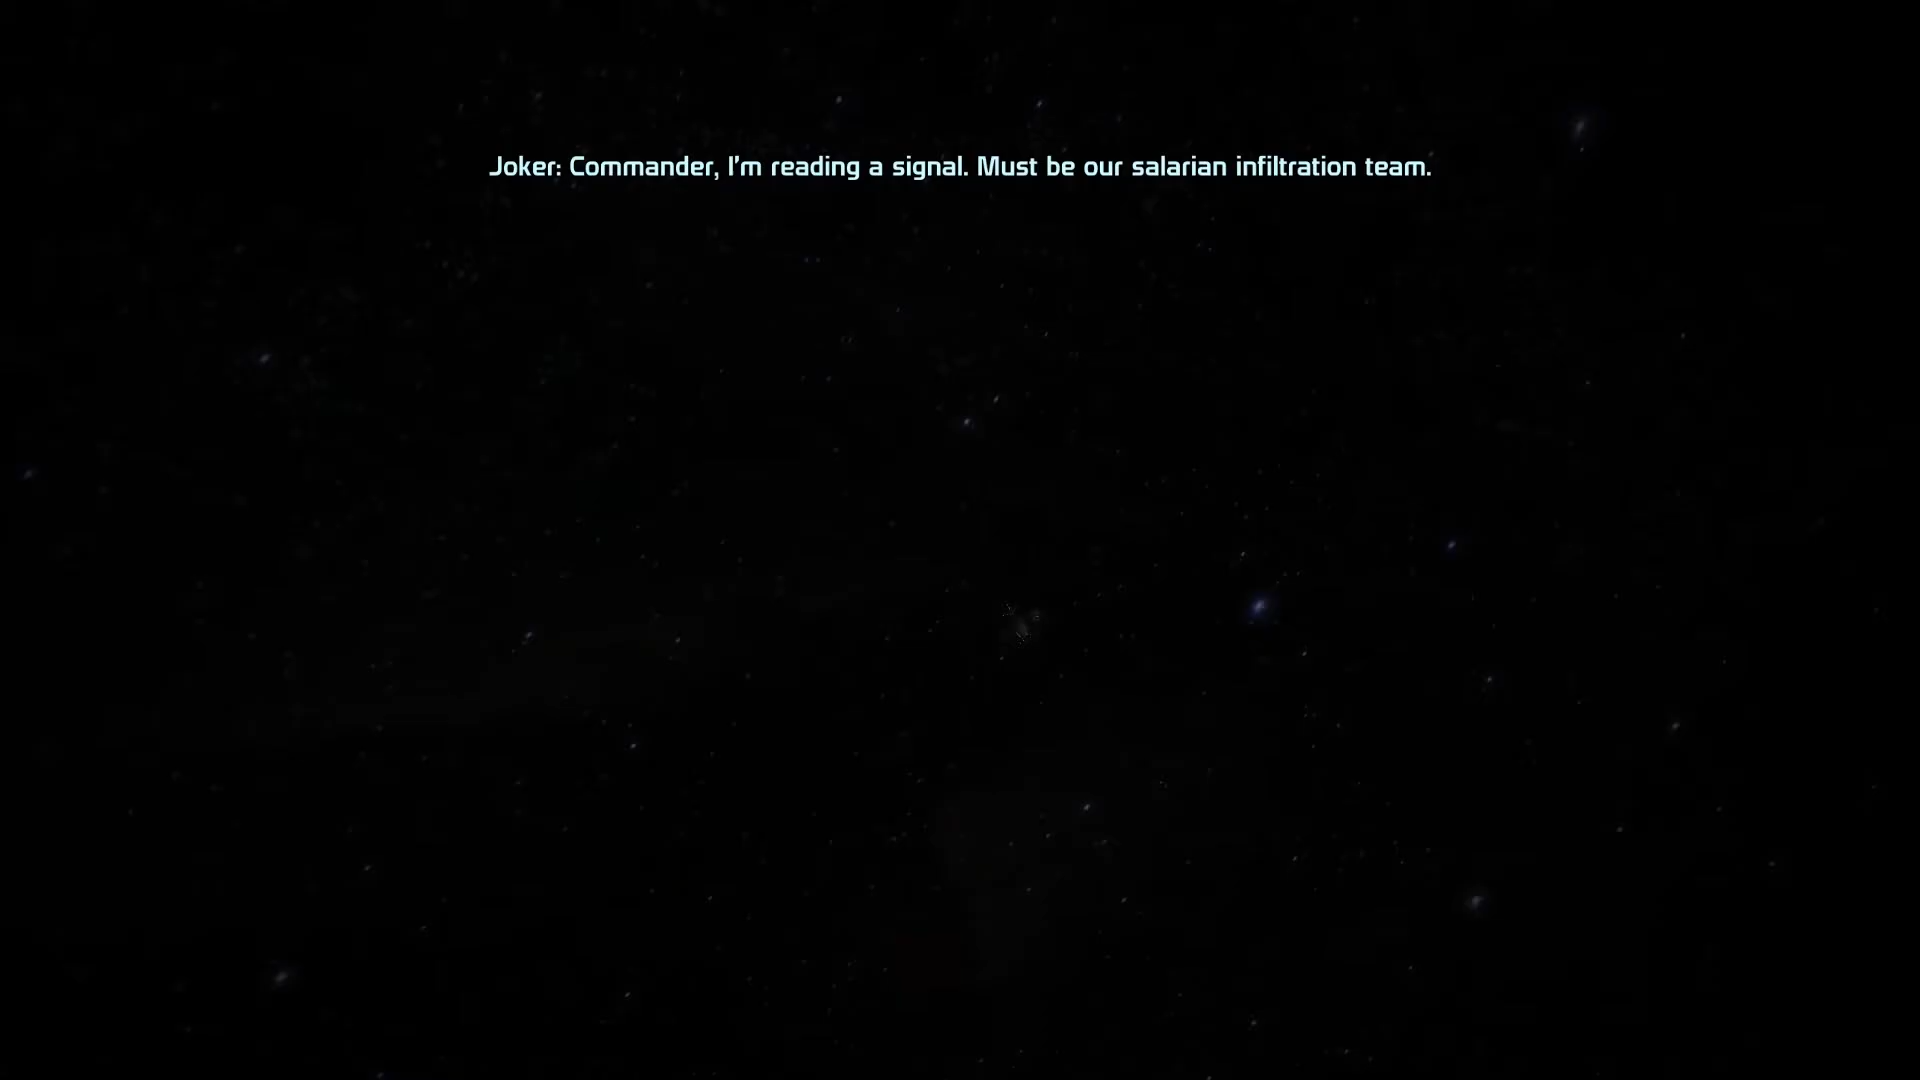 Joker: Commander, I'm reading a signal. Must be our salarian infiltration team.